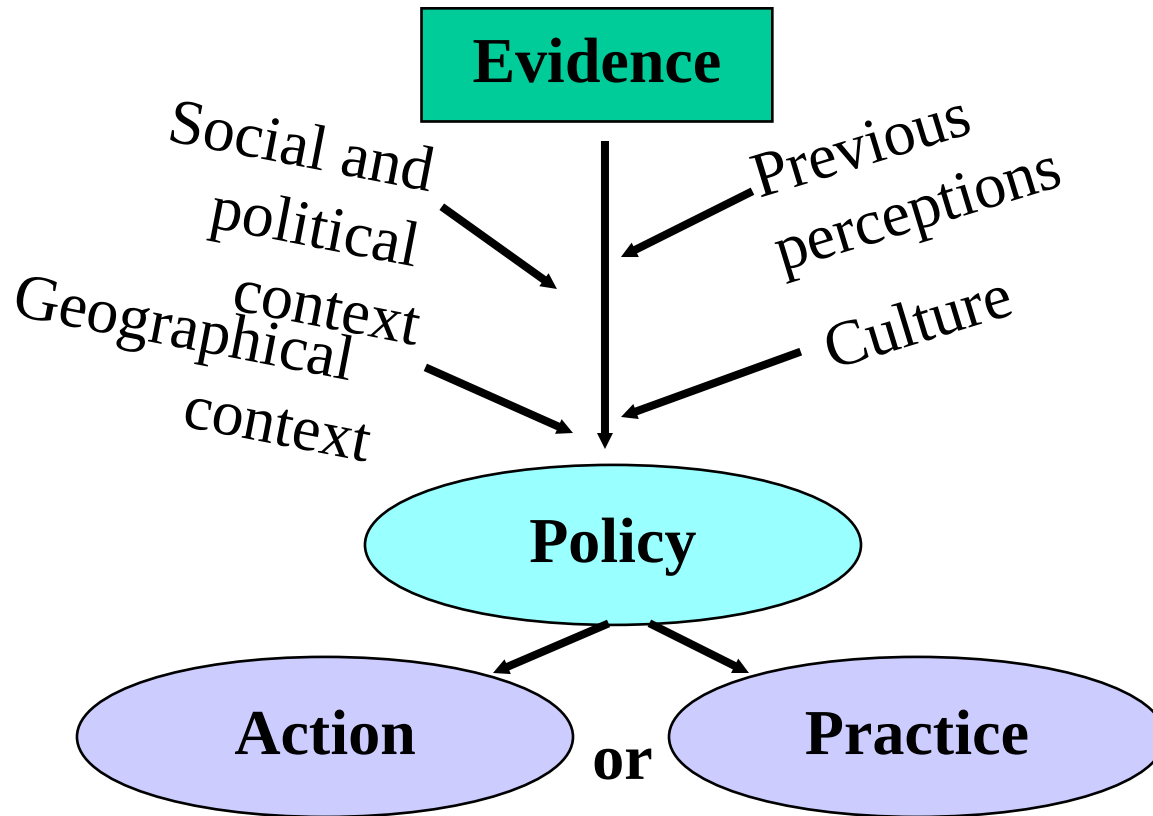 Evidence
Social and
political
context
Previous
perceptions
Geographical
context
Culture
Policy
Action
or
Practice